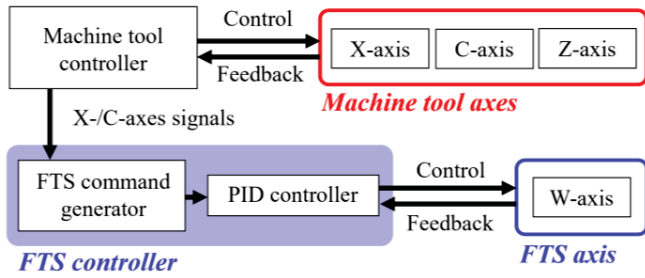 Machine tool
controller
Control
Feedback
X-axis
C-axis
Z-axis
Machine tool axes
X-/C-axes signals
FTS command
generator
PID controller
Control
Feedback
W-axis
FTS controller
FTS axis